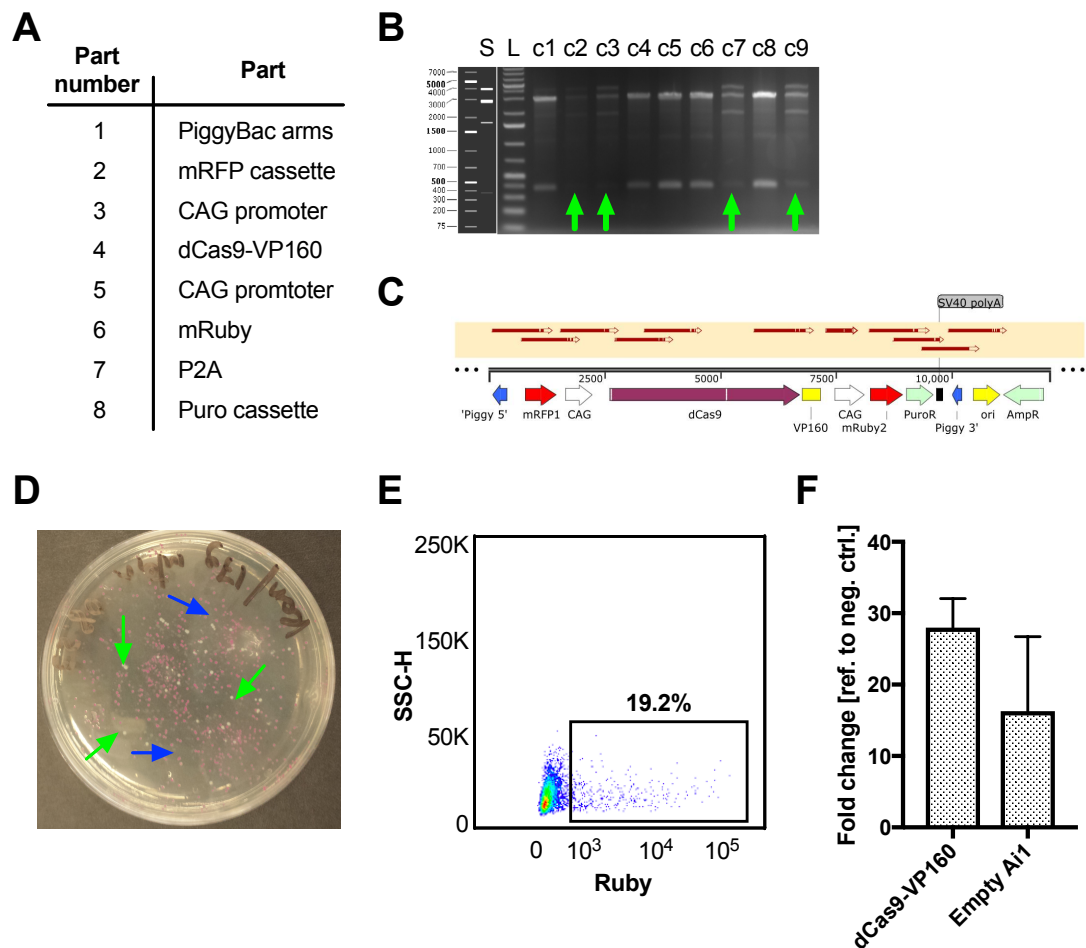 A
Part number	Part
1	PiggyBac arms
2	mRFP cassette
3	CAG promoter
4	dCas9-VP160
5	CAG promtoter
6	mRuby
7	P2A
8	Puro cassette
B
S L c1 c2 c3 c4 c5 c6 c7 c8 c9
7000
5000
4000
3000
2000
1500
1000
700
500
400
300
200
75
C
SV40 polyA
2500 5000 7500 10,000
'Piggy 5' mRFP1 CAG dCas9 VP160 CAG mRuby2 PuroR Piggy 3' ori AmpR
D
E
250K
150K
50K
0
SSC-H
19.2%
0 10³ 10⁴ 10⁵
Ruby
F
Fold change [ref. to neg. ctrl.]
40
30
20
10
0
dCas9-VP160
Empty Ai1